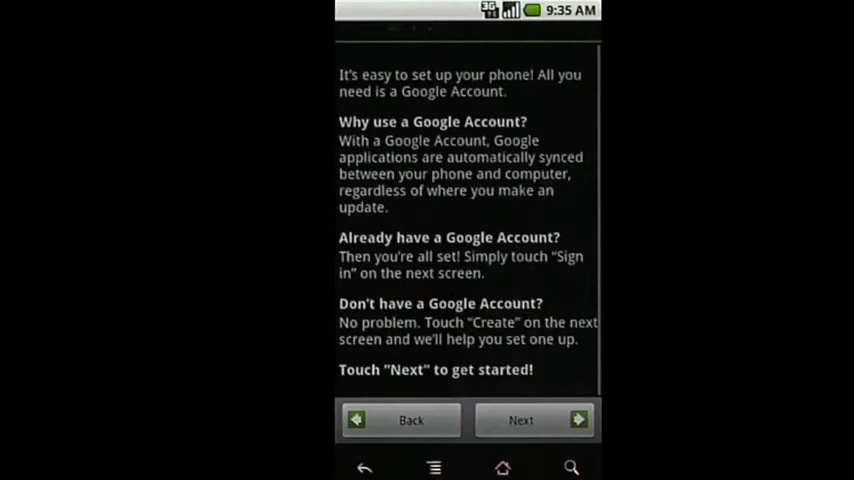 3G 9:35 AM
It's easy to set up your phone! All you
need is a Google Account.
Why use a Google Account?
With a Google Account, Google
applications are automatically synced
between your phone and computer,
regardless of where you make an
update.
Already have a Google Account?
Then you're all set! Simply touch "Sign
in" on the next screen.
Don't have a Google Account?
No problem. Touch "Create" on the next
screen and we'll help you set one up.
Touch "Next" to get started!
Back Next